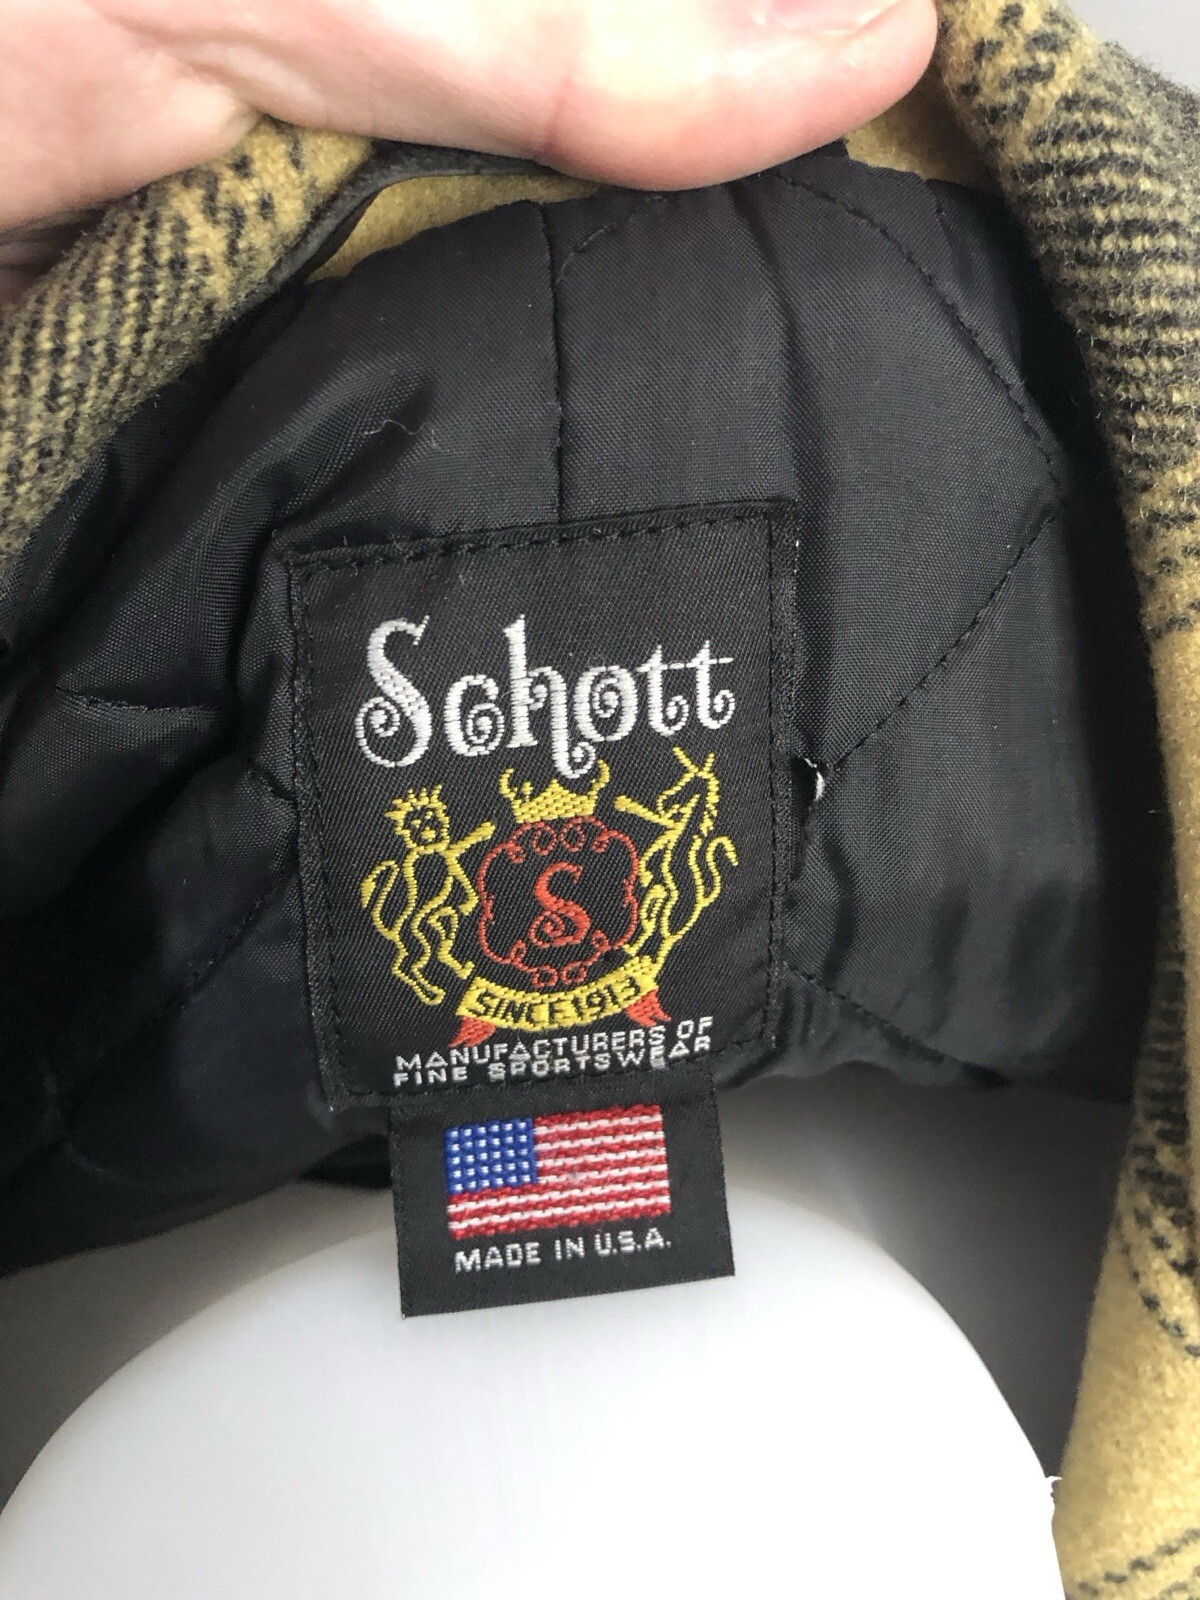 Schott
S
SINCE 1913
MANUFACTURERS OF
FINE SPORTSWEAR
MADE IN U.S.A.